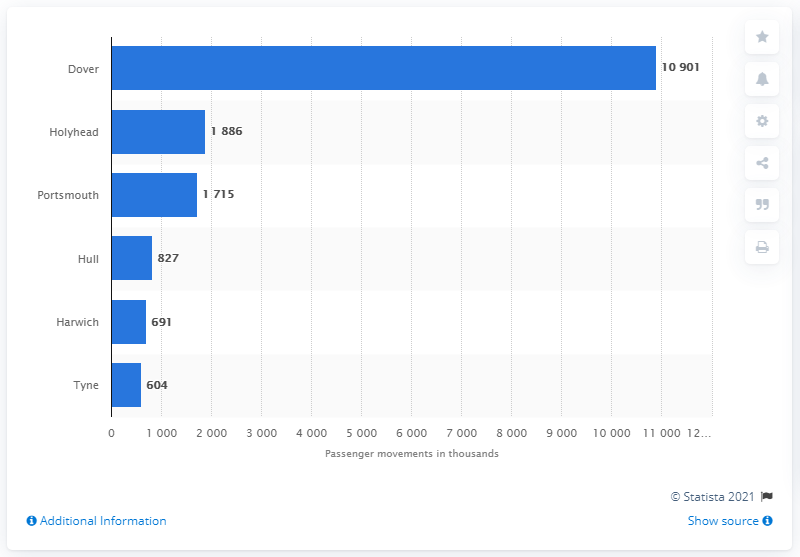 Dover
10 901
Holyhead
1 886
Portsmouth
1 715
Hull
827
Harwich
691
Tyne
604
0 1 000 2 000 3 000 4 000 5 000 6 000 7 000 8 000 9 000 10 000 11 000 12...
Passenger movements in thousands
© Statista 2021
Additional Information
Show source